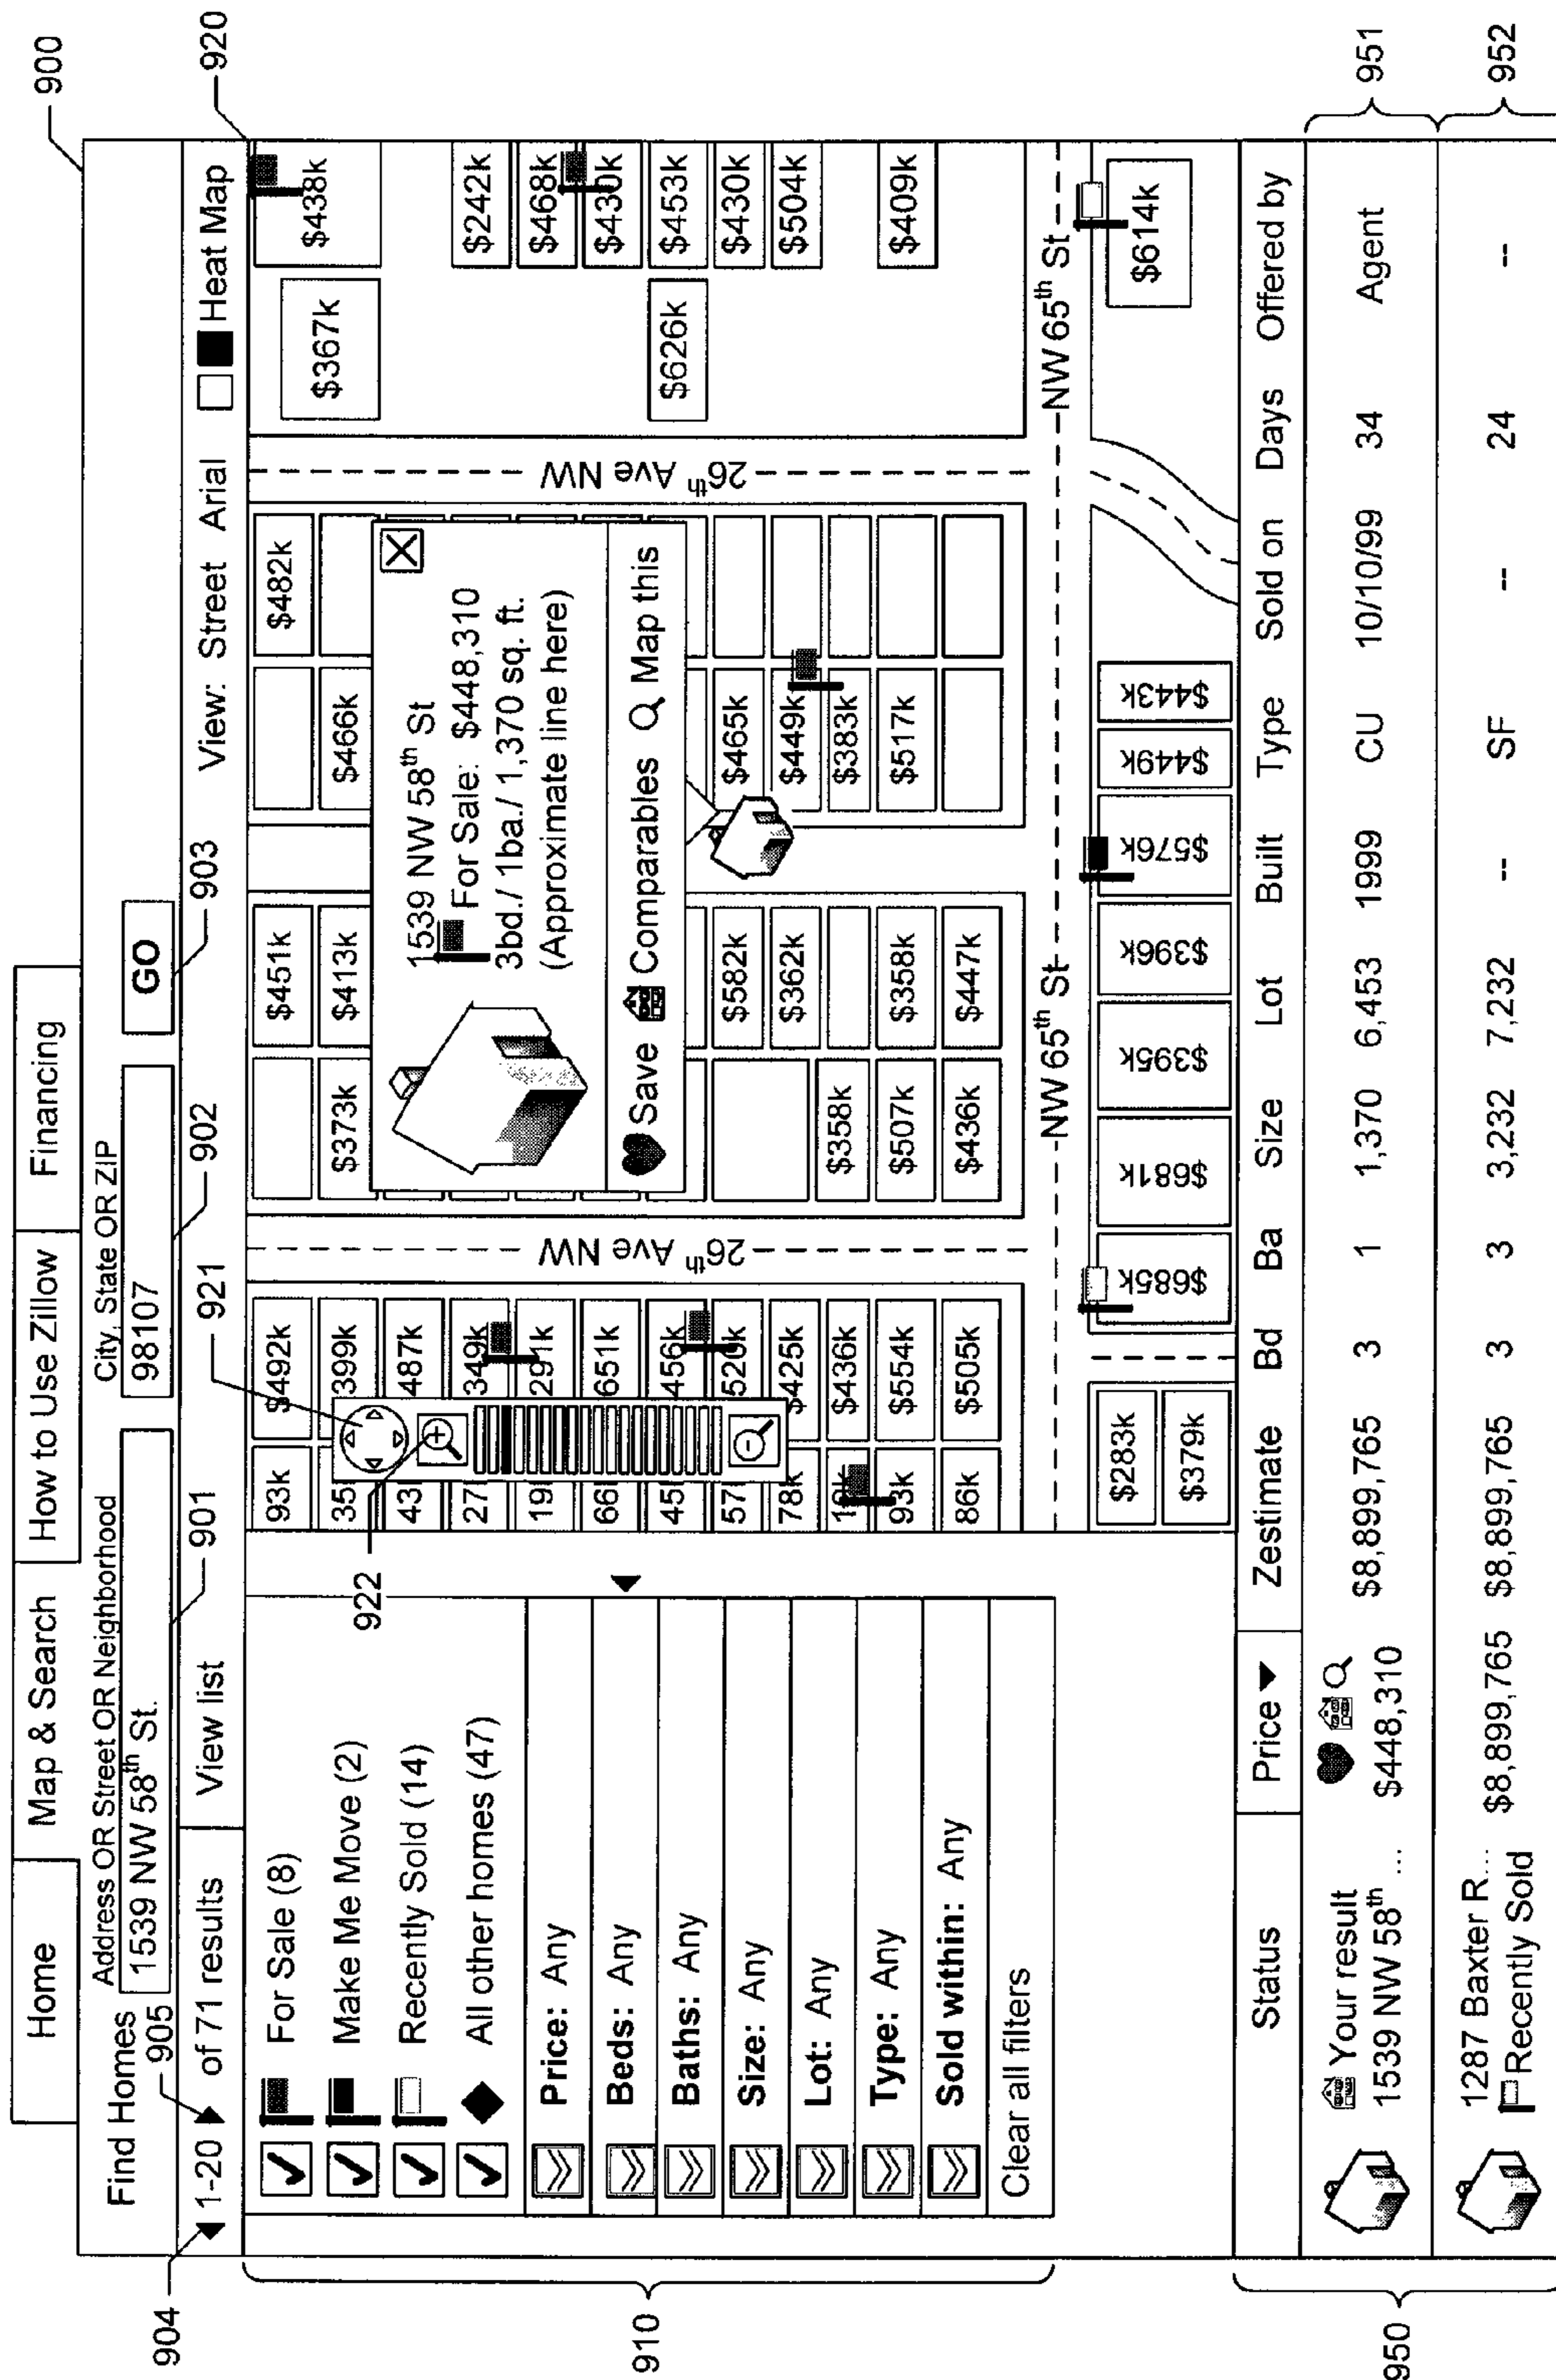 900
Home
Map & Search
How to Use Zillow
Financing
Find Homes
Address OR Street OR Neighborhood
City, State OR ZIP
1539 NW 58th St.
98107
GO
905
901
921
902
903
904
1-20
of 71 results
View list
View: Street Arial
Heat Map
920
910
For Sale (8)
Make Me Move (2)
Recently Sold (14)
All other homes (47)
Price: Any
Beds: Any
Baths: Any
Size: Any
Lot: Any
Type: Any
Sold within: Any
Clear all filters
922
93k $492k $451k $482k $438k
35 399k $373k $413k $466k $367k
43 487k
27 349k $242k
19 291k $468k
66 651k $430k
45 456k $626k $453k
57 520k $582k $465k $430k
78k $425k $362k $449k $504k
$436k $358k $383k
93k $554k $507k $358k $517k $409k
86k $505k $436k $447k
26th Ave NW
26th Ave NW
1539 NW 58th St
For Sale: $448,310
3bd./ 1ba./ 1,370 sq. ft.
(Approximate line here)
Save Comparables Map this
NW 65th St
NW 65th St
$283k
$379k
$685k $681k $395k $396k $576k $449k $443k
$614k
950
Status Price Zestimate Bd Ba Size Lot Built Type Sold on Days Offered by
Your result
1539 NW 58th ... $448,310 $8,899,765 3 1 1,370 6,453 1999 CU 10/10/99 34 Agent
951
1287 Baxter R...
Recently Sold $8,899,765 $8,899,765 3 3 3,232 7,232 -- SF -- 24 --
952